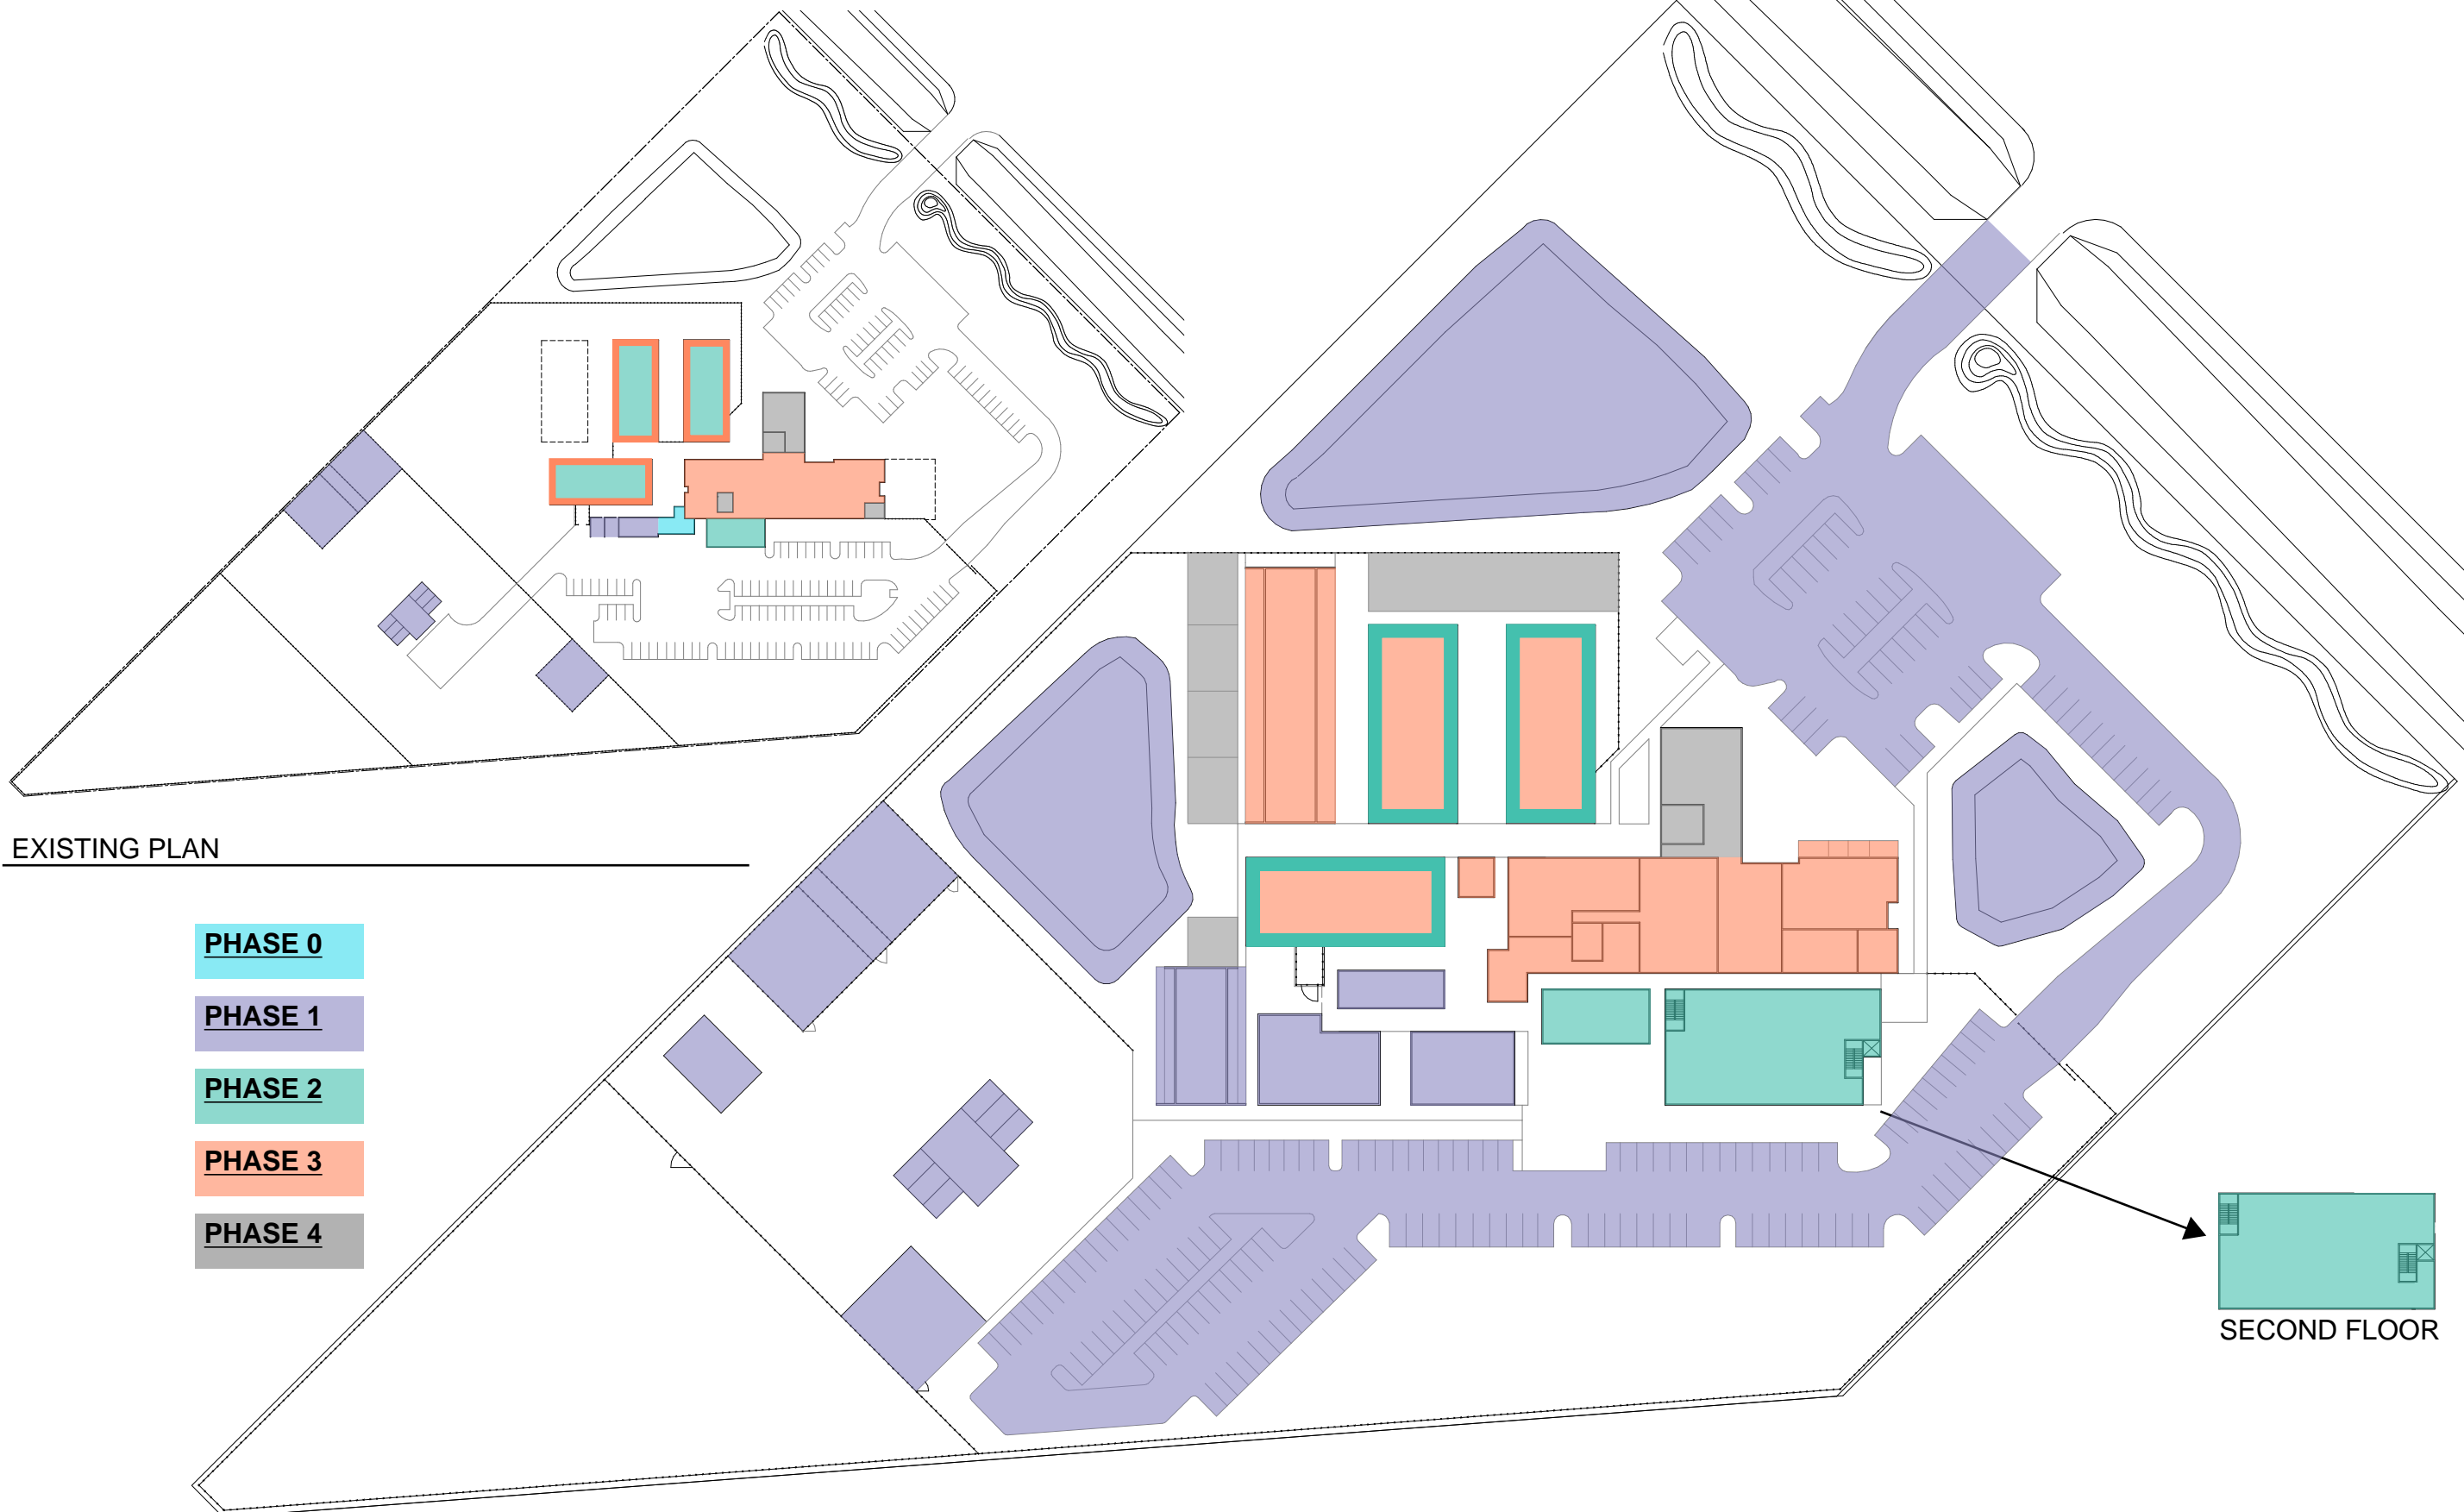 EXISTING PLAN
PHASE 0
PHASE 1
PHASE 2
PHASE 3
PHASE 4
SECOND FLOOR